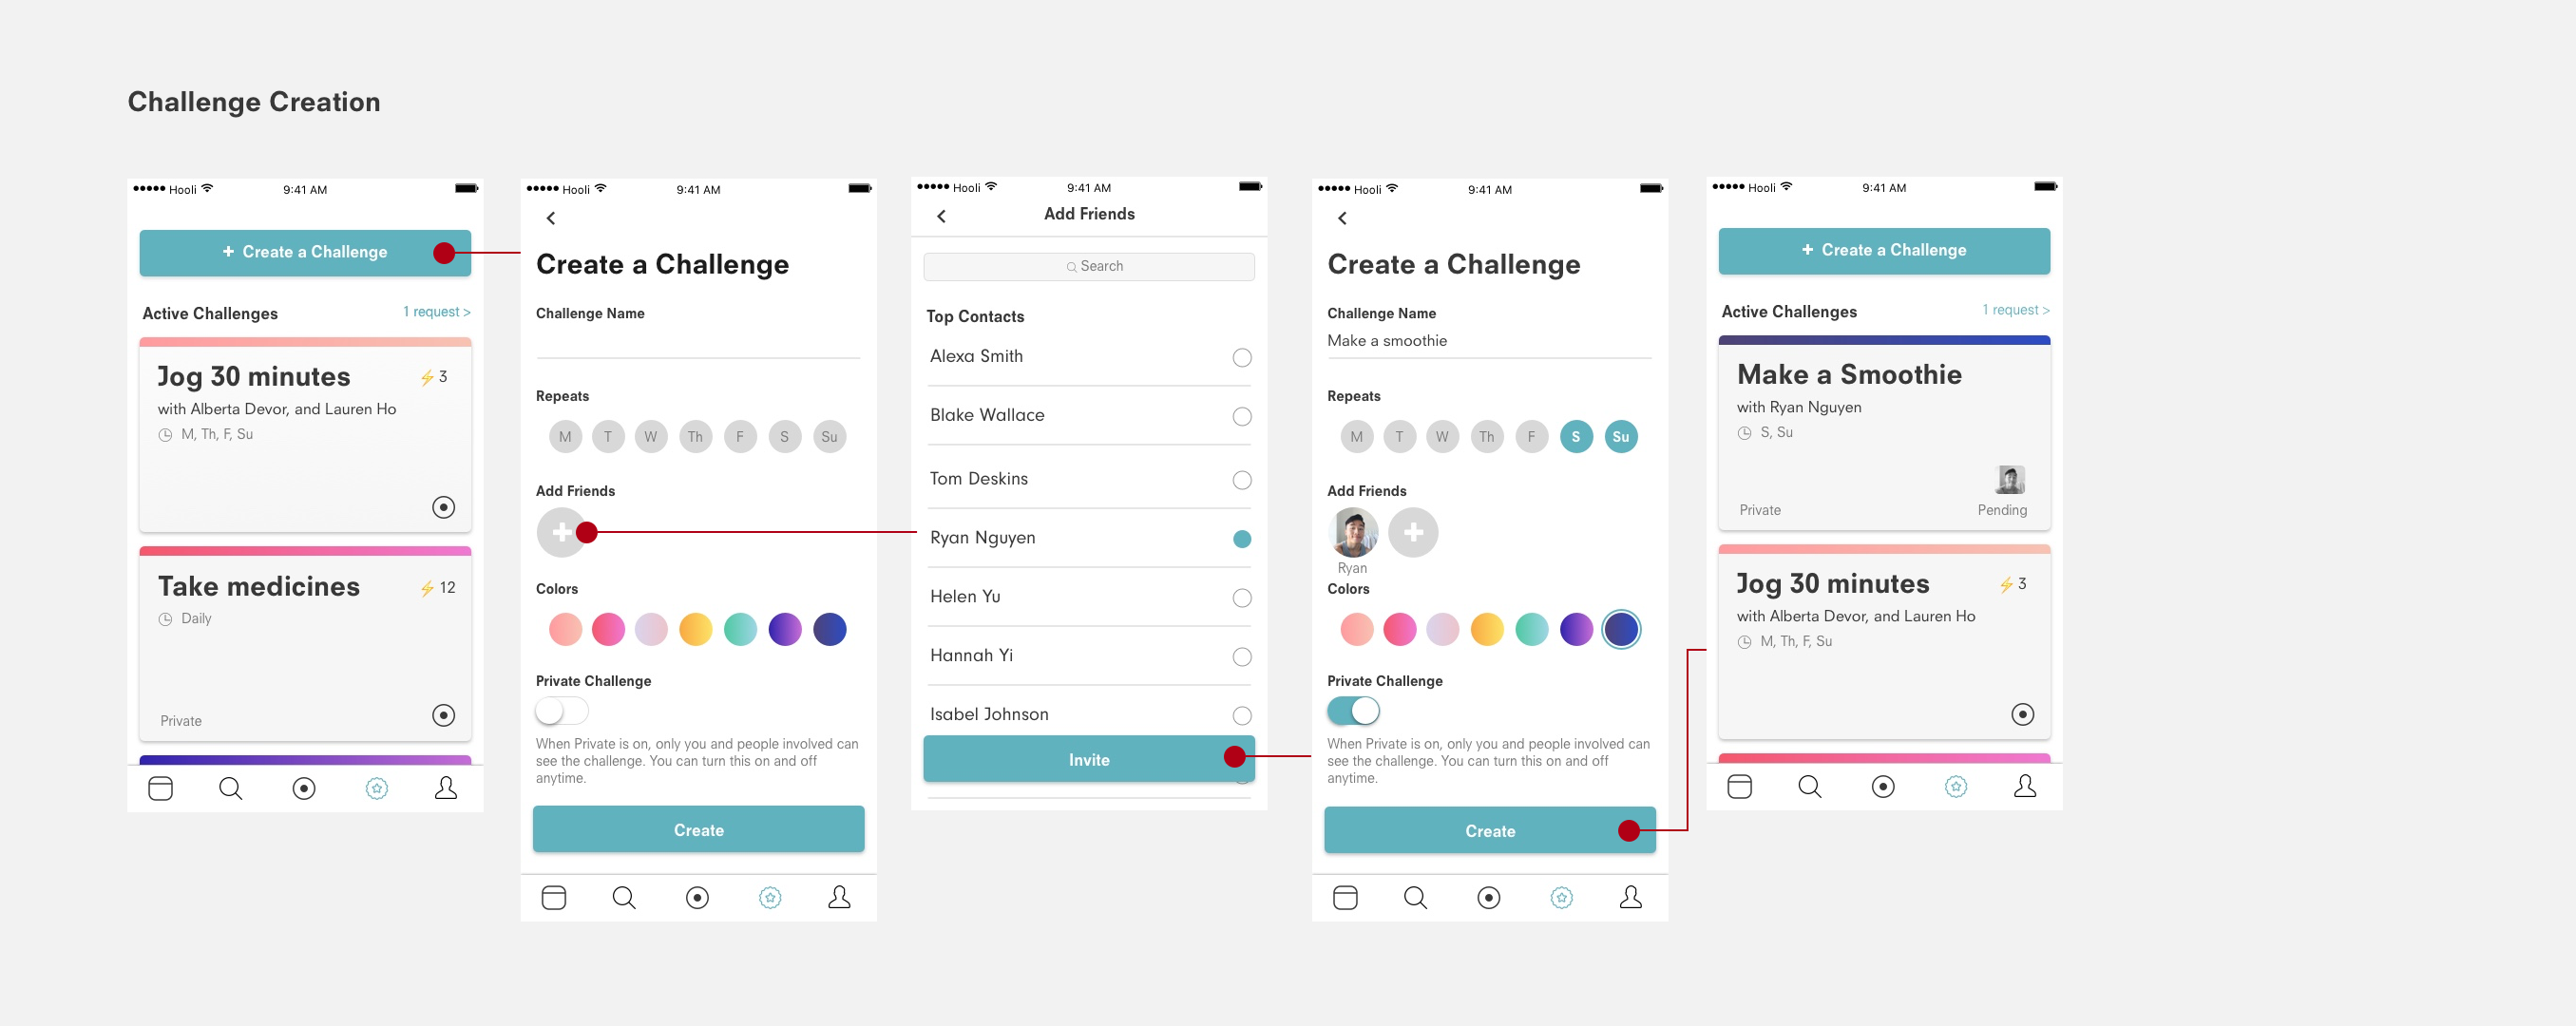 Challenge Creation
Hooli 9:41 AM
+ Create a Challenge
Active Challenges 1 request >
Jog 30 minutes ⚡ 3
with Alberta Devor, and Lauren Ho
M, Th, F, Su
Take medicines ⚡ 12
Daily
Private
Hooli 9:41 AM
Create a Challenge
Challenge Name
Repeats
M T W Th F S Su
Add Friends
Colors
Private Challenge
When Private is on, only you and people involved can
see the challenge. You can turn this on and off
anytime.
Create
Hooli 9:41 AM
Add Friends
Search
Top Contacts
Alexa Smith
Blake Wallace
Tom Deskins
Ryan Nguyen
Helen Yu
Hannah Yi
Isabel Johnson
Invite
Hooli 9:41 AM
Create a Challenge
Challenge Name
Make a smoothie
Repeats
M T W Th F S Su
Add Friends
Ryan
Colors
Private Challenge
When Private is on, only you and people involved can
see the challenge. You can turn this on and off
anytime.
Create
Hooli 9:41 AM
+ Create a Challenge
Active Challenges 1 request >
Make a Smoothie
with Ryan Nguyen
S, Su
Private Pending
Jog 30 minutes ⚡ 3
with Alberta Devor, and Lauren Ho
M, Th, F, Su